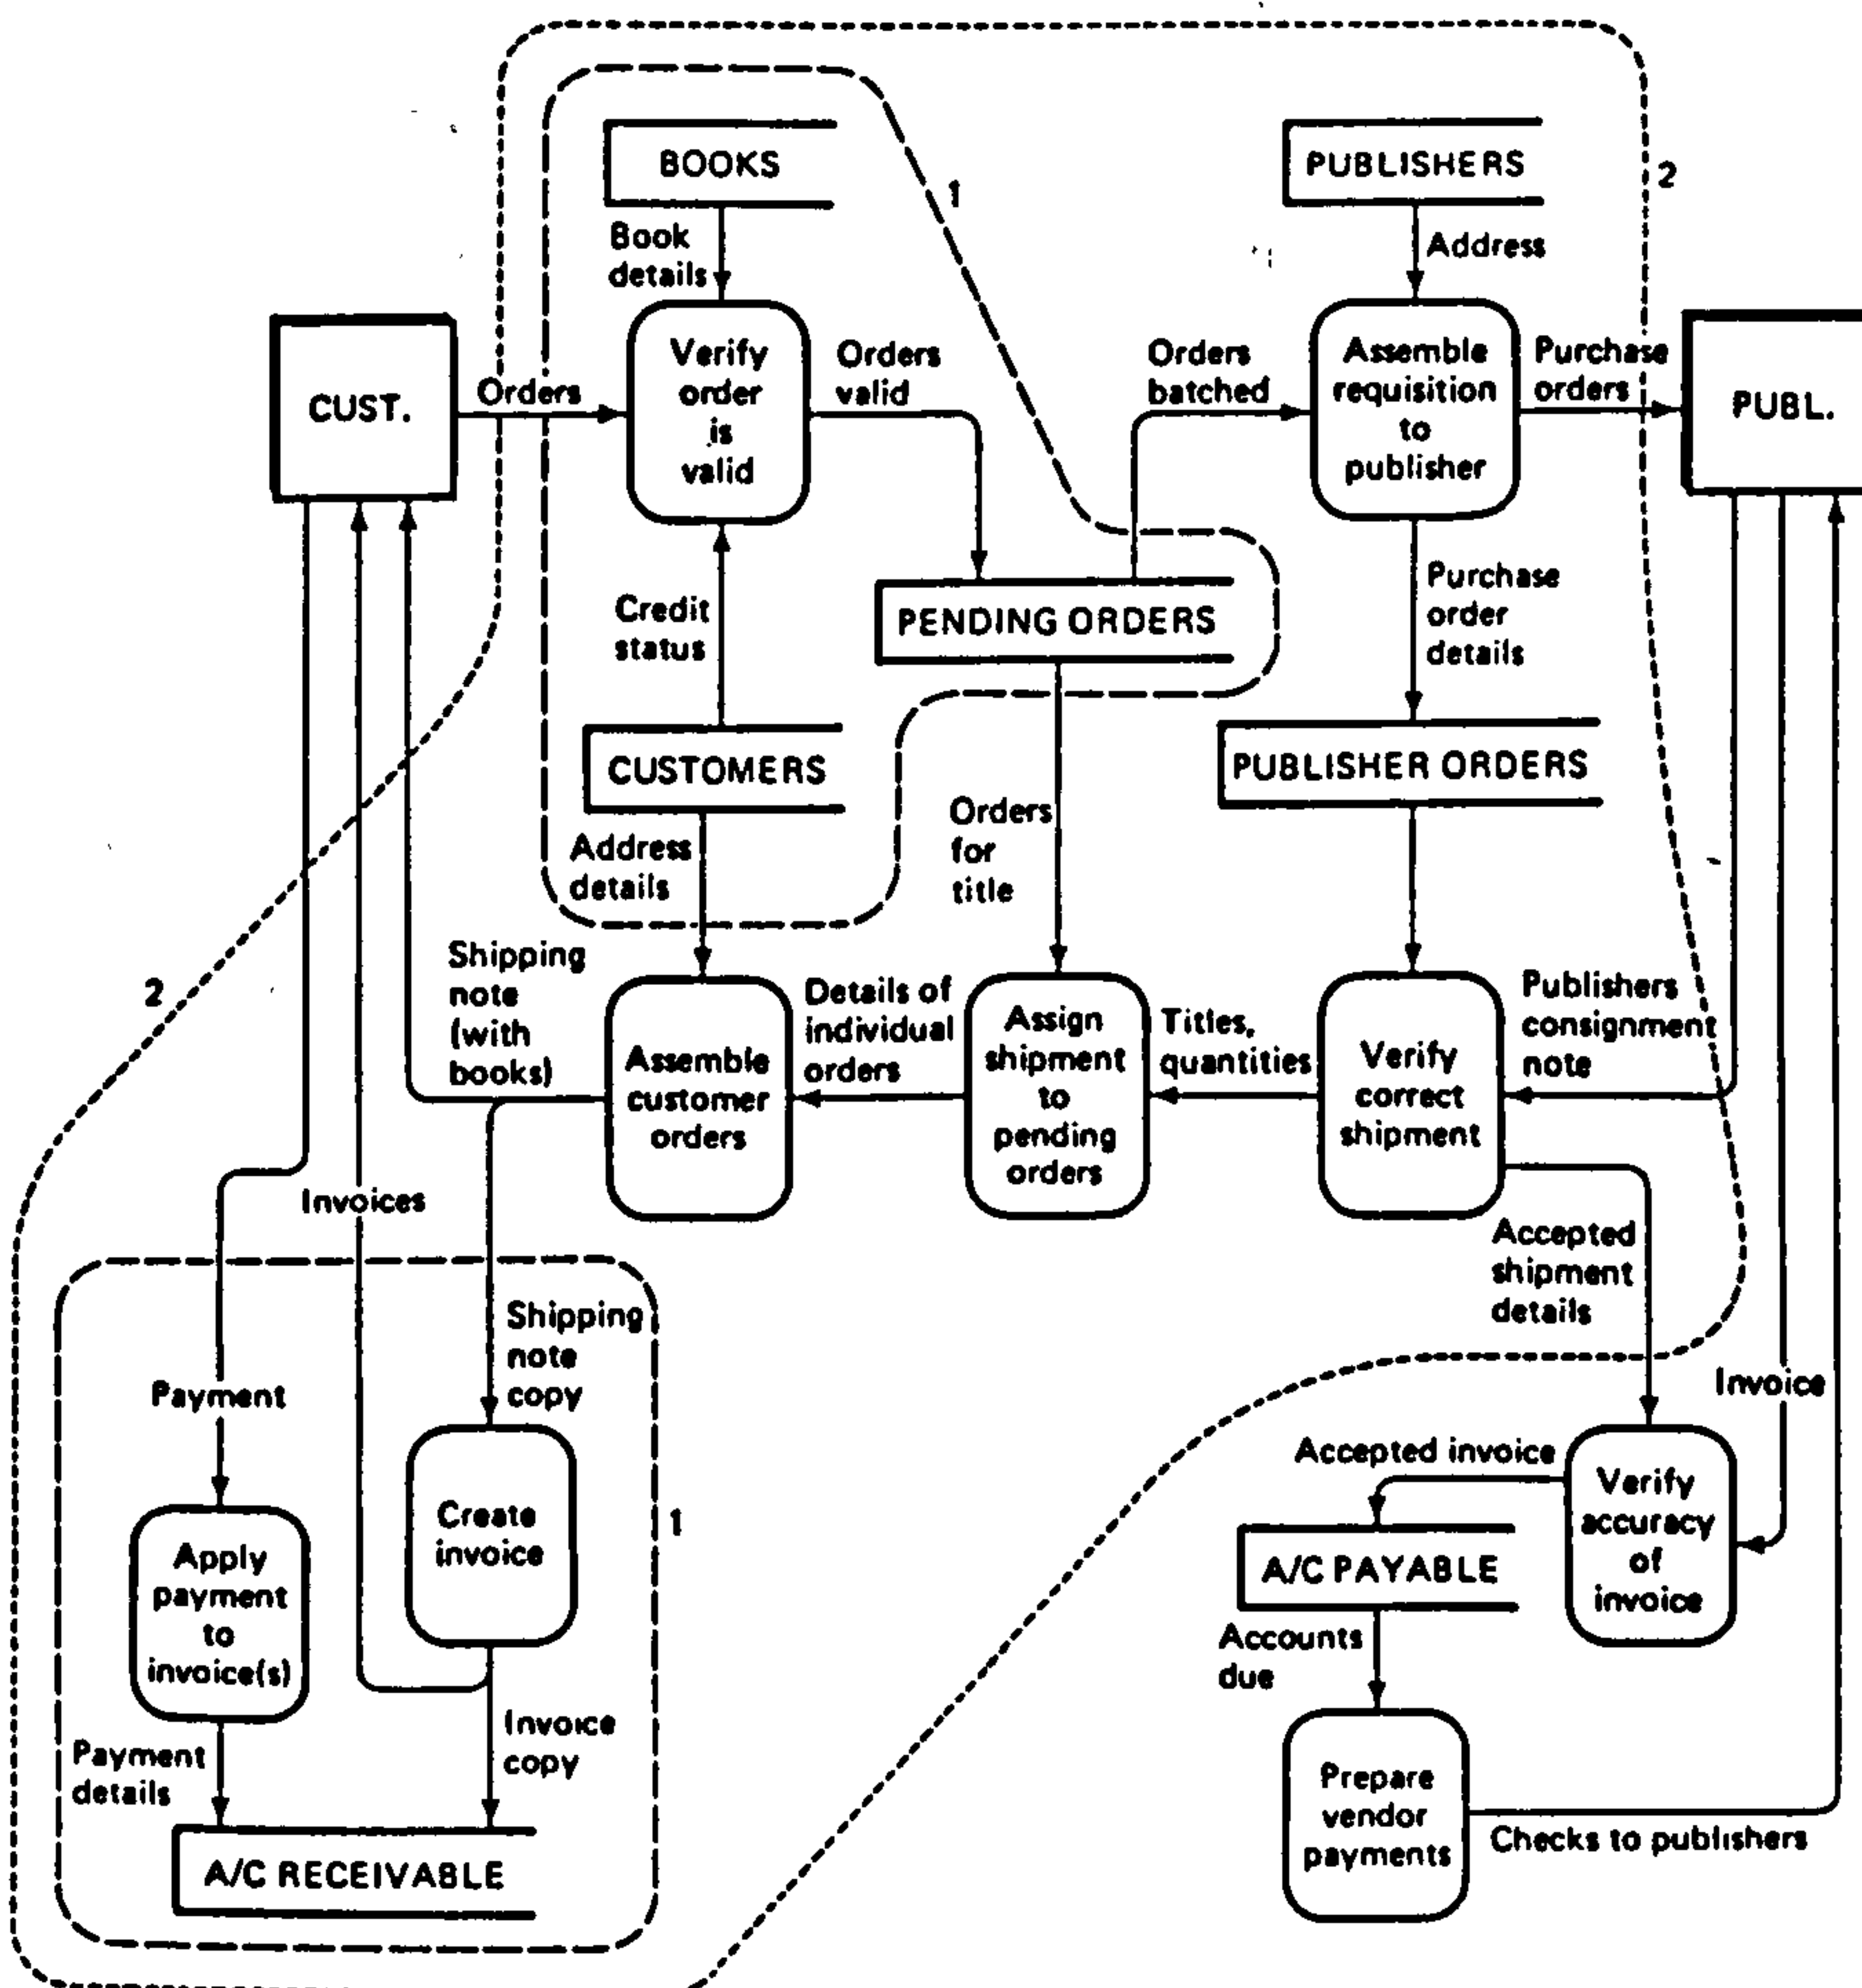 BOOKS
1
PUBLISHERS
2
Book
details
Address
CUST.
Orders
Verify
order
is
valid
Orders
valid
Orders
batched
Assemble
requisition
to
publisher
Purchase
orders
PUBL.
Credit
status
PENDING ORDERS
Purchase
order
details
CUSTOMERS
PUBLISHER ORDERS
Address
details
Orders
for
title
2
Shipping
note
(with
books)
Assemble
customer
orders
Details of
individual
orders
Assign
shipment
to
pending
orders
Titles,
quantities
Verify
correct
shipment
Publishers
consignment
note
Invoices
Accepted
shipment
details
Shipping
note
copy
Payment
Invoice
Create
invoice
1
Accepted invoice
Verify
accuracy
of
invoice
Apply
payment
to
invoice(s)
A/C PAYABLE
Accounts
due
Payment
details
Invoice
copy
Prepare
vendor
payments
Checks to publishers
A/C RECEIVABLE